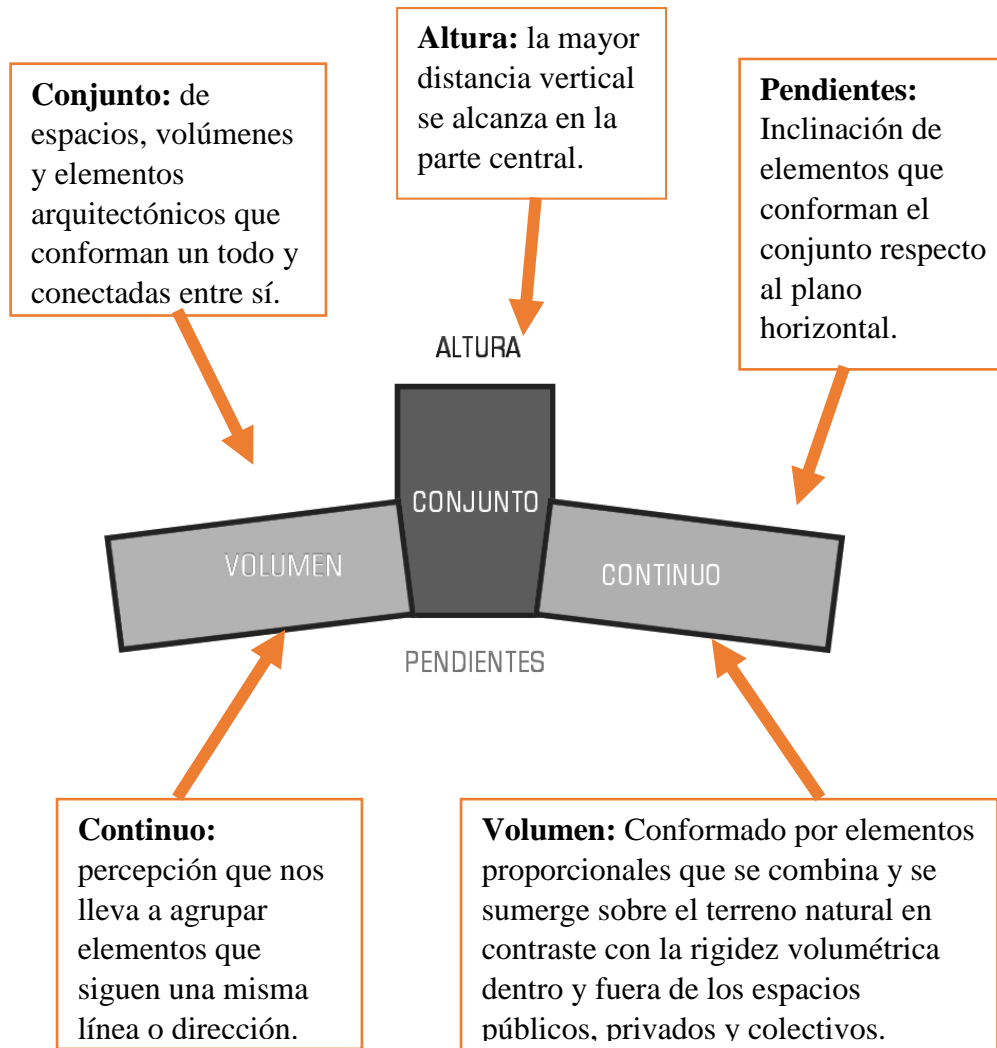 Altura: la mayor
distancia vertical
se alcanza en la
parte central.
Conjunto: de
espacios, volúmenes
y elementos
arquitectónicos que
conforman un todo y
conectadas entre sí.
Pendientes:
Inclinación de
elementos que
conforman el
conjunto respecto
al plano
horizontal.
ALTURA
CONJUNTO
VOLUMEN
CONTINUO
PENDIENTES
Continuo:
percepción que nos
lleva a agrupar
elementos que
siguen una misma
línea o dirección.
Volumen: Conformado por elementos
proporcionales que se combina y se
sumerge sobre el terreno natural en
contraste con la rigidez volumétrica
dentro y fuera de los espacios
públicos, privados y colectivos.